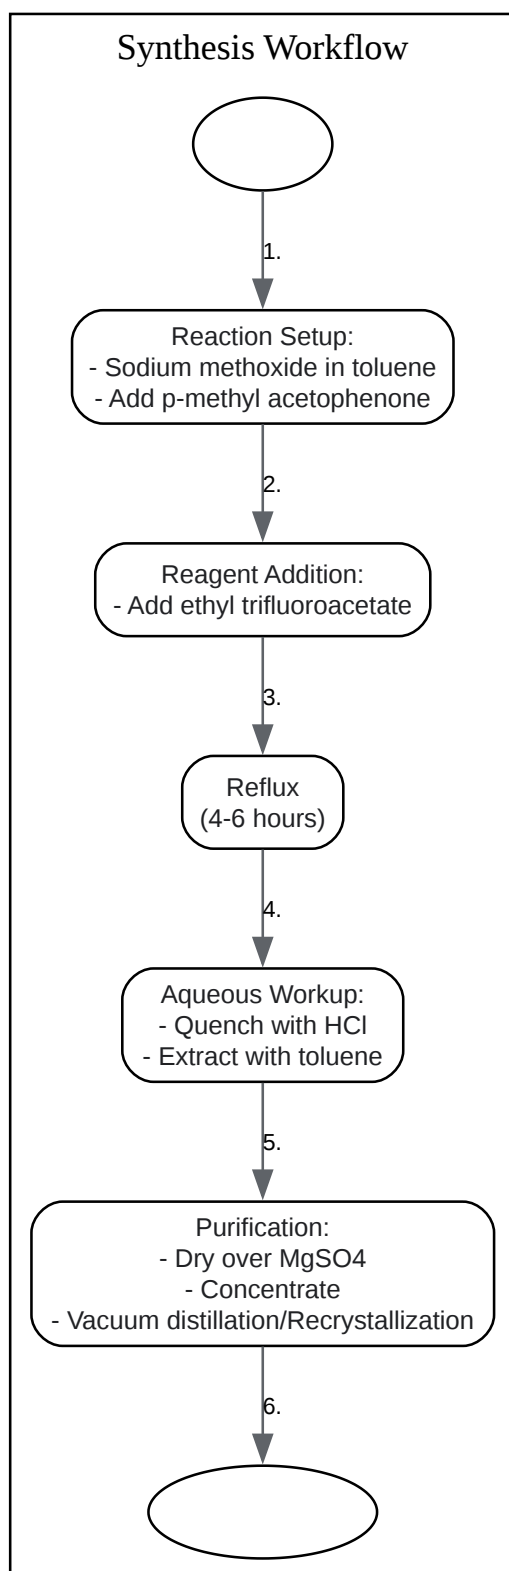 Synthesis Workflow
1.
Reaction Setup:
- Sodium methoxide in toluene
- Add p-methyl acetophenone
2.
Reagent Addition:
- Add ethyl trifluoroacetate
3.
Reflux
(4-6 hours)
4.
Aqueous Workup:
- Quench with HCl
- Extract with toluene
5.
Purification:
- Dry over MgSO4
- Concentrate
- Vacuum distillation/Recrystallization
6.